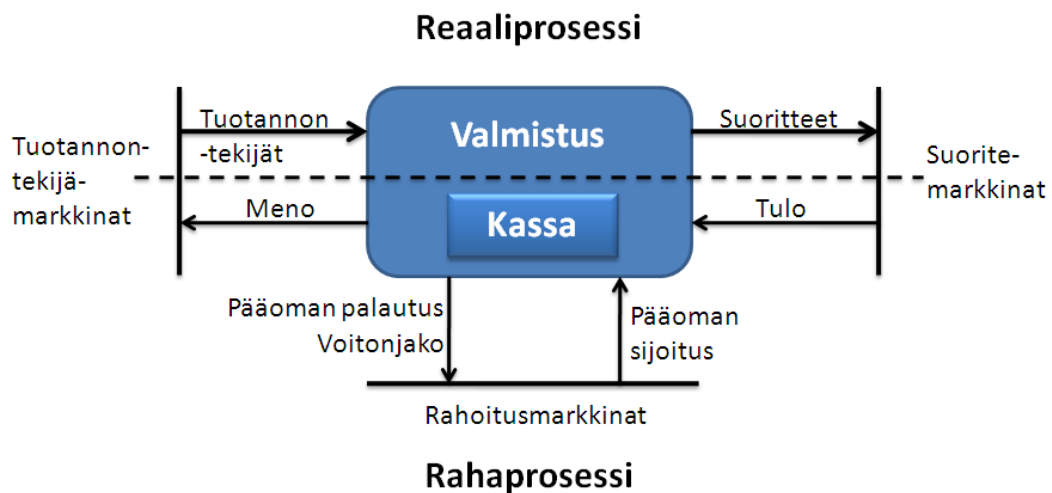 Reaaliprosessi
Tuotannon-
tekijä-
markkinat
Tuotannon
-tekijät
Valmistus
Suoritteet
Suorite-
markkinat
Meno
Kassa
Tulo
Pääoman palautus
Voitonjako
Pääoman
sijoitus
Rahoitusmarkkinat
Rahaprosessi